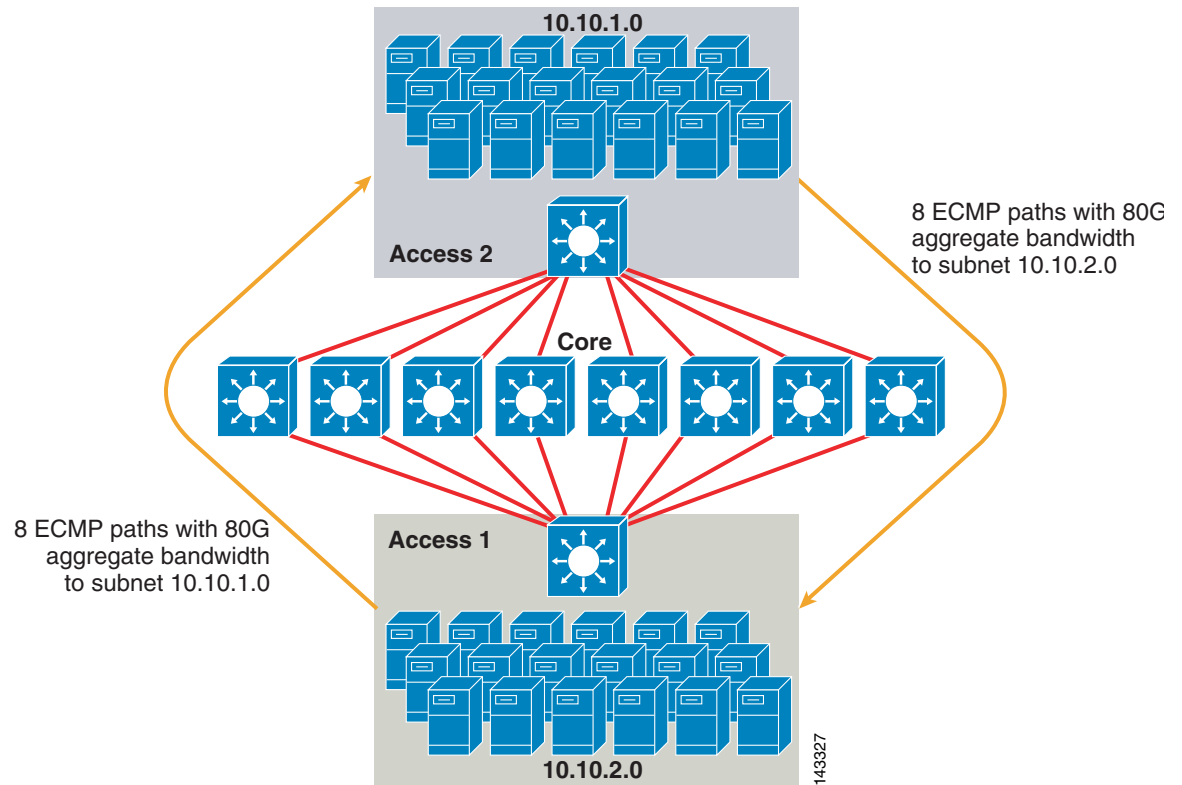 10.10.1.0
8 ECMP paths with 80G
aggregate bandwidth
to subnet 10.10.2.0
Access 2
Core
8 ECMP paths with 80G
aggregate bandwidth
to subnet 10.10.1.0
Access 1
10.10.2.0
143327